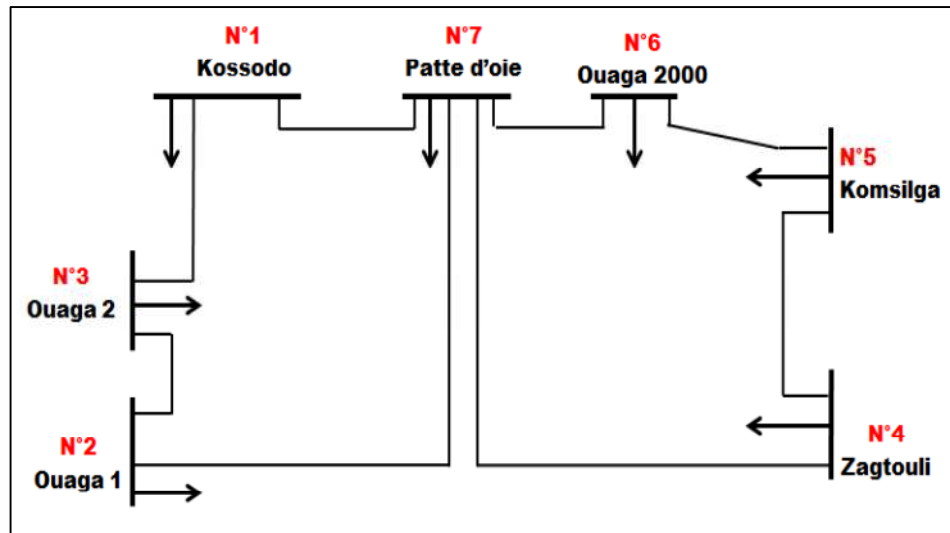 N°1
Kossodo
N°7
Patte d'oie
N°6
Ouaga 2000
N°5
Komsilga
N°3
Ouaga 2
N°2
Ouaga 1
N°4
Zagtouli